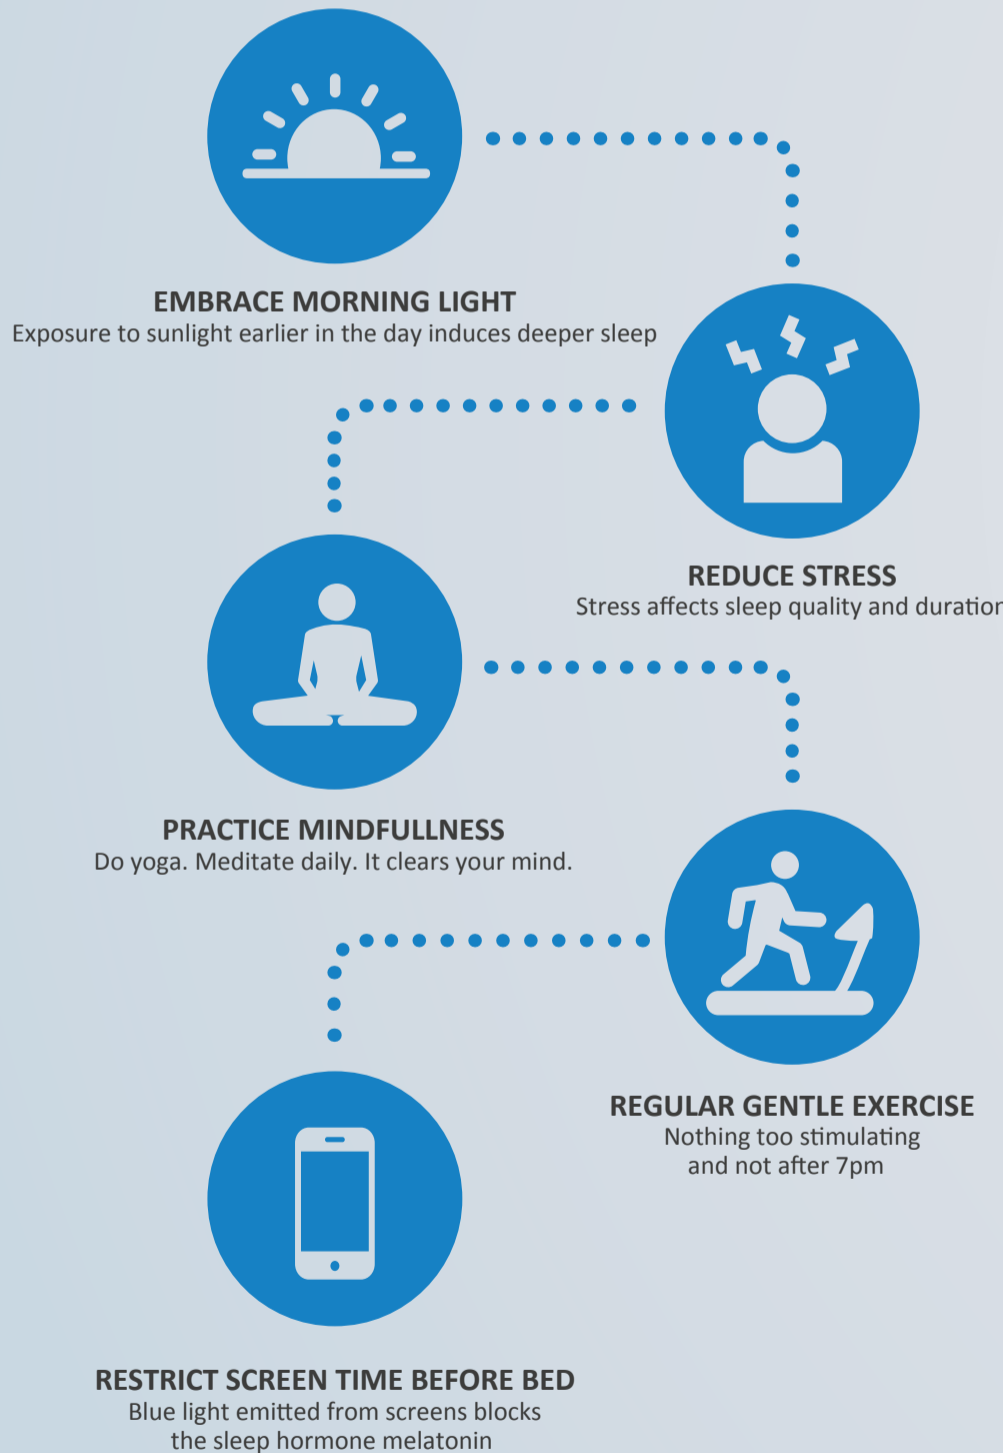 EMBRACE MORNING LIGHT
Exposure to sunlight earlier in the day induces deeper sleep
REDUCE STRESS
Stress affects sleep quality and duration
PRACTICE MINDFULLNESS
Do yoga. Meditate daily. It clears your mind.
REGULAR GENTLE EXERCISE
Nothing too stimulating
and not after 7pm
RESTRICT SCREEN TIME BEFORE BED
Blue light emitted from screens blocks
the sleep hormone melatonin